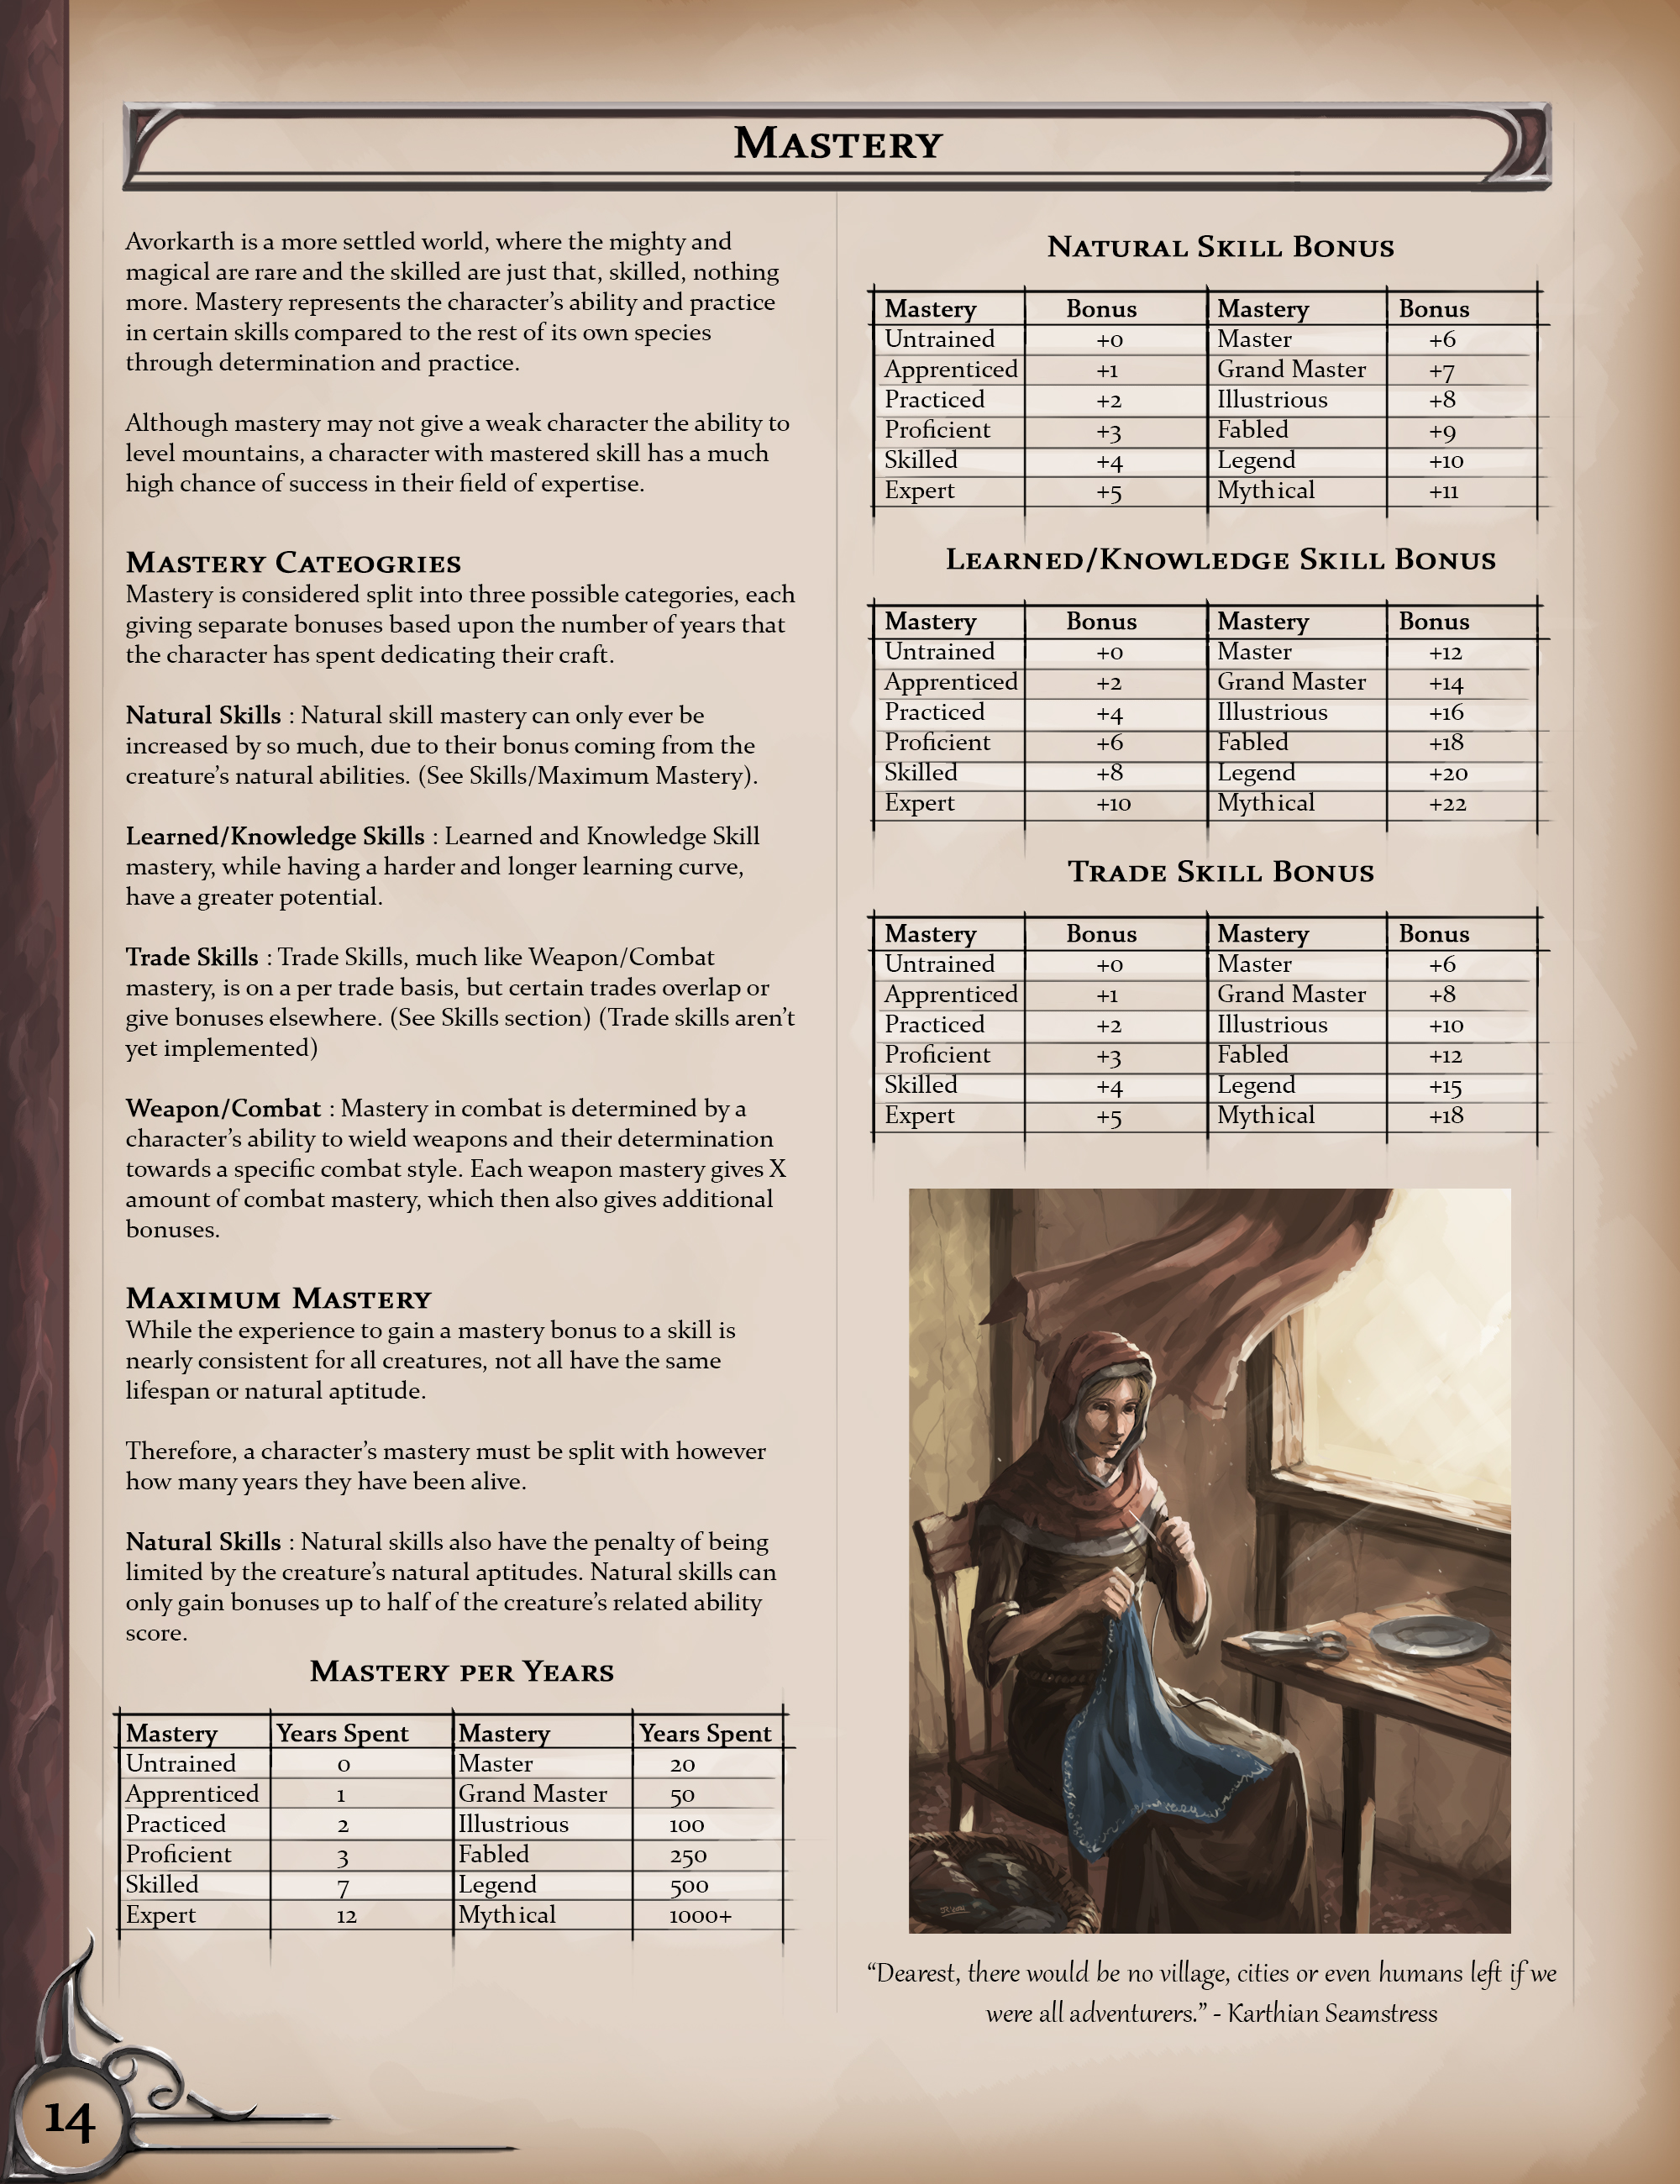 Mastery
Avorkarth is a more settled world, where the mighty and
magical are rare and the skilled are just that, skilled, nothing
more. Mastery represents the character's ability and practice
in certain skills compared to the rest of its own species
through determination and practice.
Although mastery may not give a weak character the ability to
level mountains, a character with mastered skill has a much
high chance of success in their field of expertise.
Mastery Cateogries
Mastery is considered split into three possible categories, each
giving separate bonuses based upon the number of years that
the character has spent dedicating their craft.
Natural Skills : Natural skill mastery can only ever be
increased by so much, due to their bonus coming from the
creature's natural abilities. (See Skills/Maximum Mastery).
Learned/Knowledge Skills : Learned and Knowledge Skill
mastery, while having a harder and longer learning curve,
have a greater potential.
Trade Skills : Trade Skills, much like Weapon/Combat
mastery, is on a per trade basis, but certain trades overlap or
give bonuses elsewhere. (See Skills section) (Trade skills aren't
yet implemented)
Weapon/Combat : Mastery in combat is determined by a
character's ability to wield weapons and their determination
towards a specific combat style. Each weapon mastery gives X
amount of combat mastery, which then also gives additional
bonuses.
Maximum Mastery
While the experience to gain a mastery bonus to a skill is
nearly consistent for all creatures, not all have the same
lifespan or natural aptitude.
Therefore, a character's mastery must be split with however
how many years they have been alive.
Natural Skills : Natural skills also have the penalty of being
limited by the creature's natural aptitudes. Natural skills can
only gain bonuses up to half of the creature's related ability
score.
Mastery per Years
Mastery Years Spent Mastery Years Spent
Untrained 0 Master 20
Apprenticed 1 Grand Master 50
Practiced 2 Illustrious 100
Proficient 3 Fabled 250
Skilled 7 Legend 500
Expert 12 Mythical 1000+
Natural Skill Bonus
Mastery Bonus Mastery Bonus
Untrained +0 Master +6
Apprenticed +1 Grand Master +7
Practiced +2 Illustrious +8
Proficient +3 Fabled +9
Skilled +4 Legend +10
Expert +5 Mythical +11
Learned/Knowledge Skill Bonus
Mastery Bonus Mastery Bonus
Untrained +0 Master +12
Apprenticed +2 Grand Master +14
Practiced +4 Illustrious +16
Proficient +6 Fabled +18
Skilled +8 Legend +20
Expert +10 Mythical +22
Trade Skill Bonus
Mastery Bonus Mastery Bonus
Untrained +0 Master +6
Apprenticed +1 Grand Master +8
Practiced +2 Illustrious +10
Proficient +3 Fabled +12
Skilled +4 Legend +15
Expert +5 Mythical +18
"Dearest, there would be no village, cities or even humans left if we
were all adventurers." - Karthian Seamstress
14